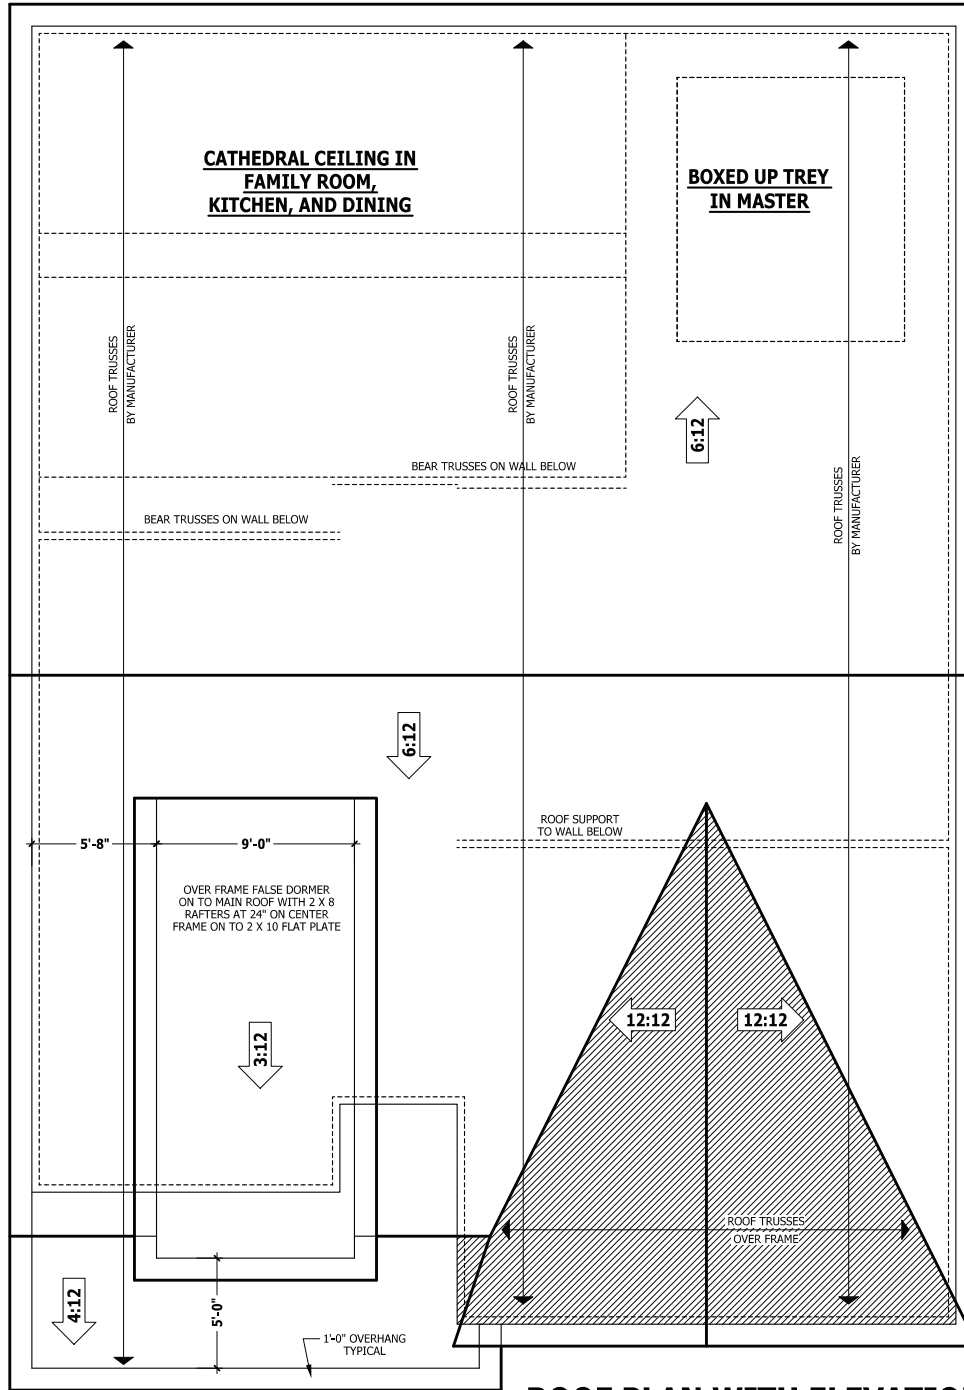 CATHEDRAL CEILING IN
FAMILY ROOM,
KITCHEN, AND DINING
BOXED UP TREY
IN MASTER
ROOF TRUSSES
BY MANUFACTURER
ROOF TRUSSES
BY MANUFACTURER
6:12
BEAR TRUSSES ON WALL BELOW
ROOF TRUSSES
BY MANUFACTURER
BEAR TRUSSES ON WALL BELOW
6:12
ROOF SUPPORT
TO WALL BELOW
5'-8"
9'-0"
OVER FRAME FALSE DORMER
ON TO MAIN ROOF WITH 2 X 8
RAFTERS AT 24" ON CENTER
FRAME ON TO 2 X 10 FLAT PLATE
12:12
12:12
3:12
ROOF TRUSSES
OVER FRAME
4:12
5'-0"
1'-0" OVERHANG
TYPICAL
ROOF PLAN WITH ELEVATION